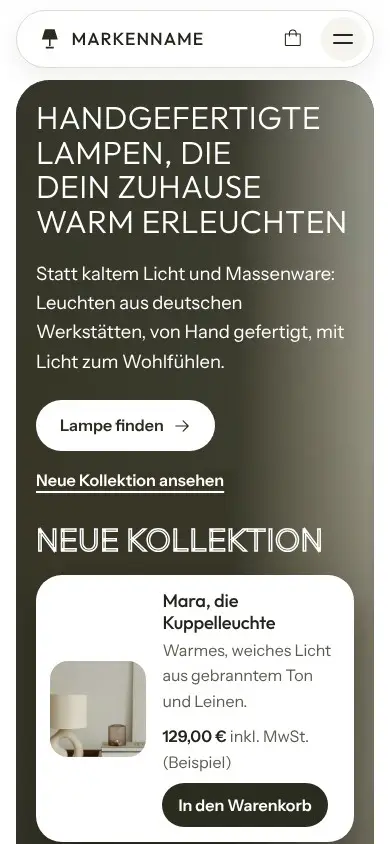 MARKENNAME
HANDGEFERTIGTE
LAMPEN, DIE
DEIN ZUHAUSE
WARM ERLEUCHTEN
Statt kaltem Licht und Massenware:
Leuchten aus deutschen
Werkstätten, von Hand gefertigt, mit
Licht zum Wohlfühlen.
Lampe finden
Neue Kollektion ansehen
NEUE KOLLEKTION
Mara, die
Kuppelleuchte
Warmes, weiches Licht
aus gebranntem Ton
und Leinen.
129,00 € inkl. MwSt.
(Beispiel)
In den Warenkorb